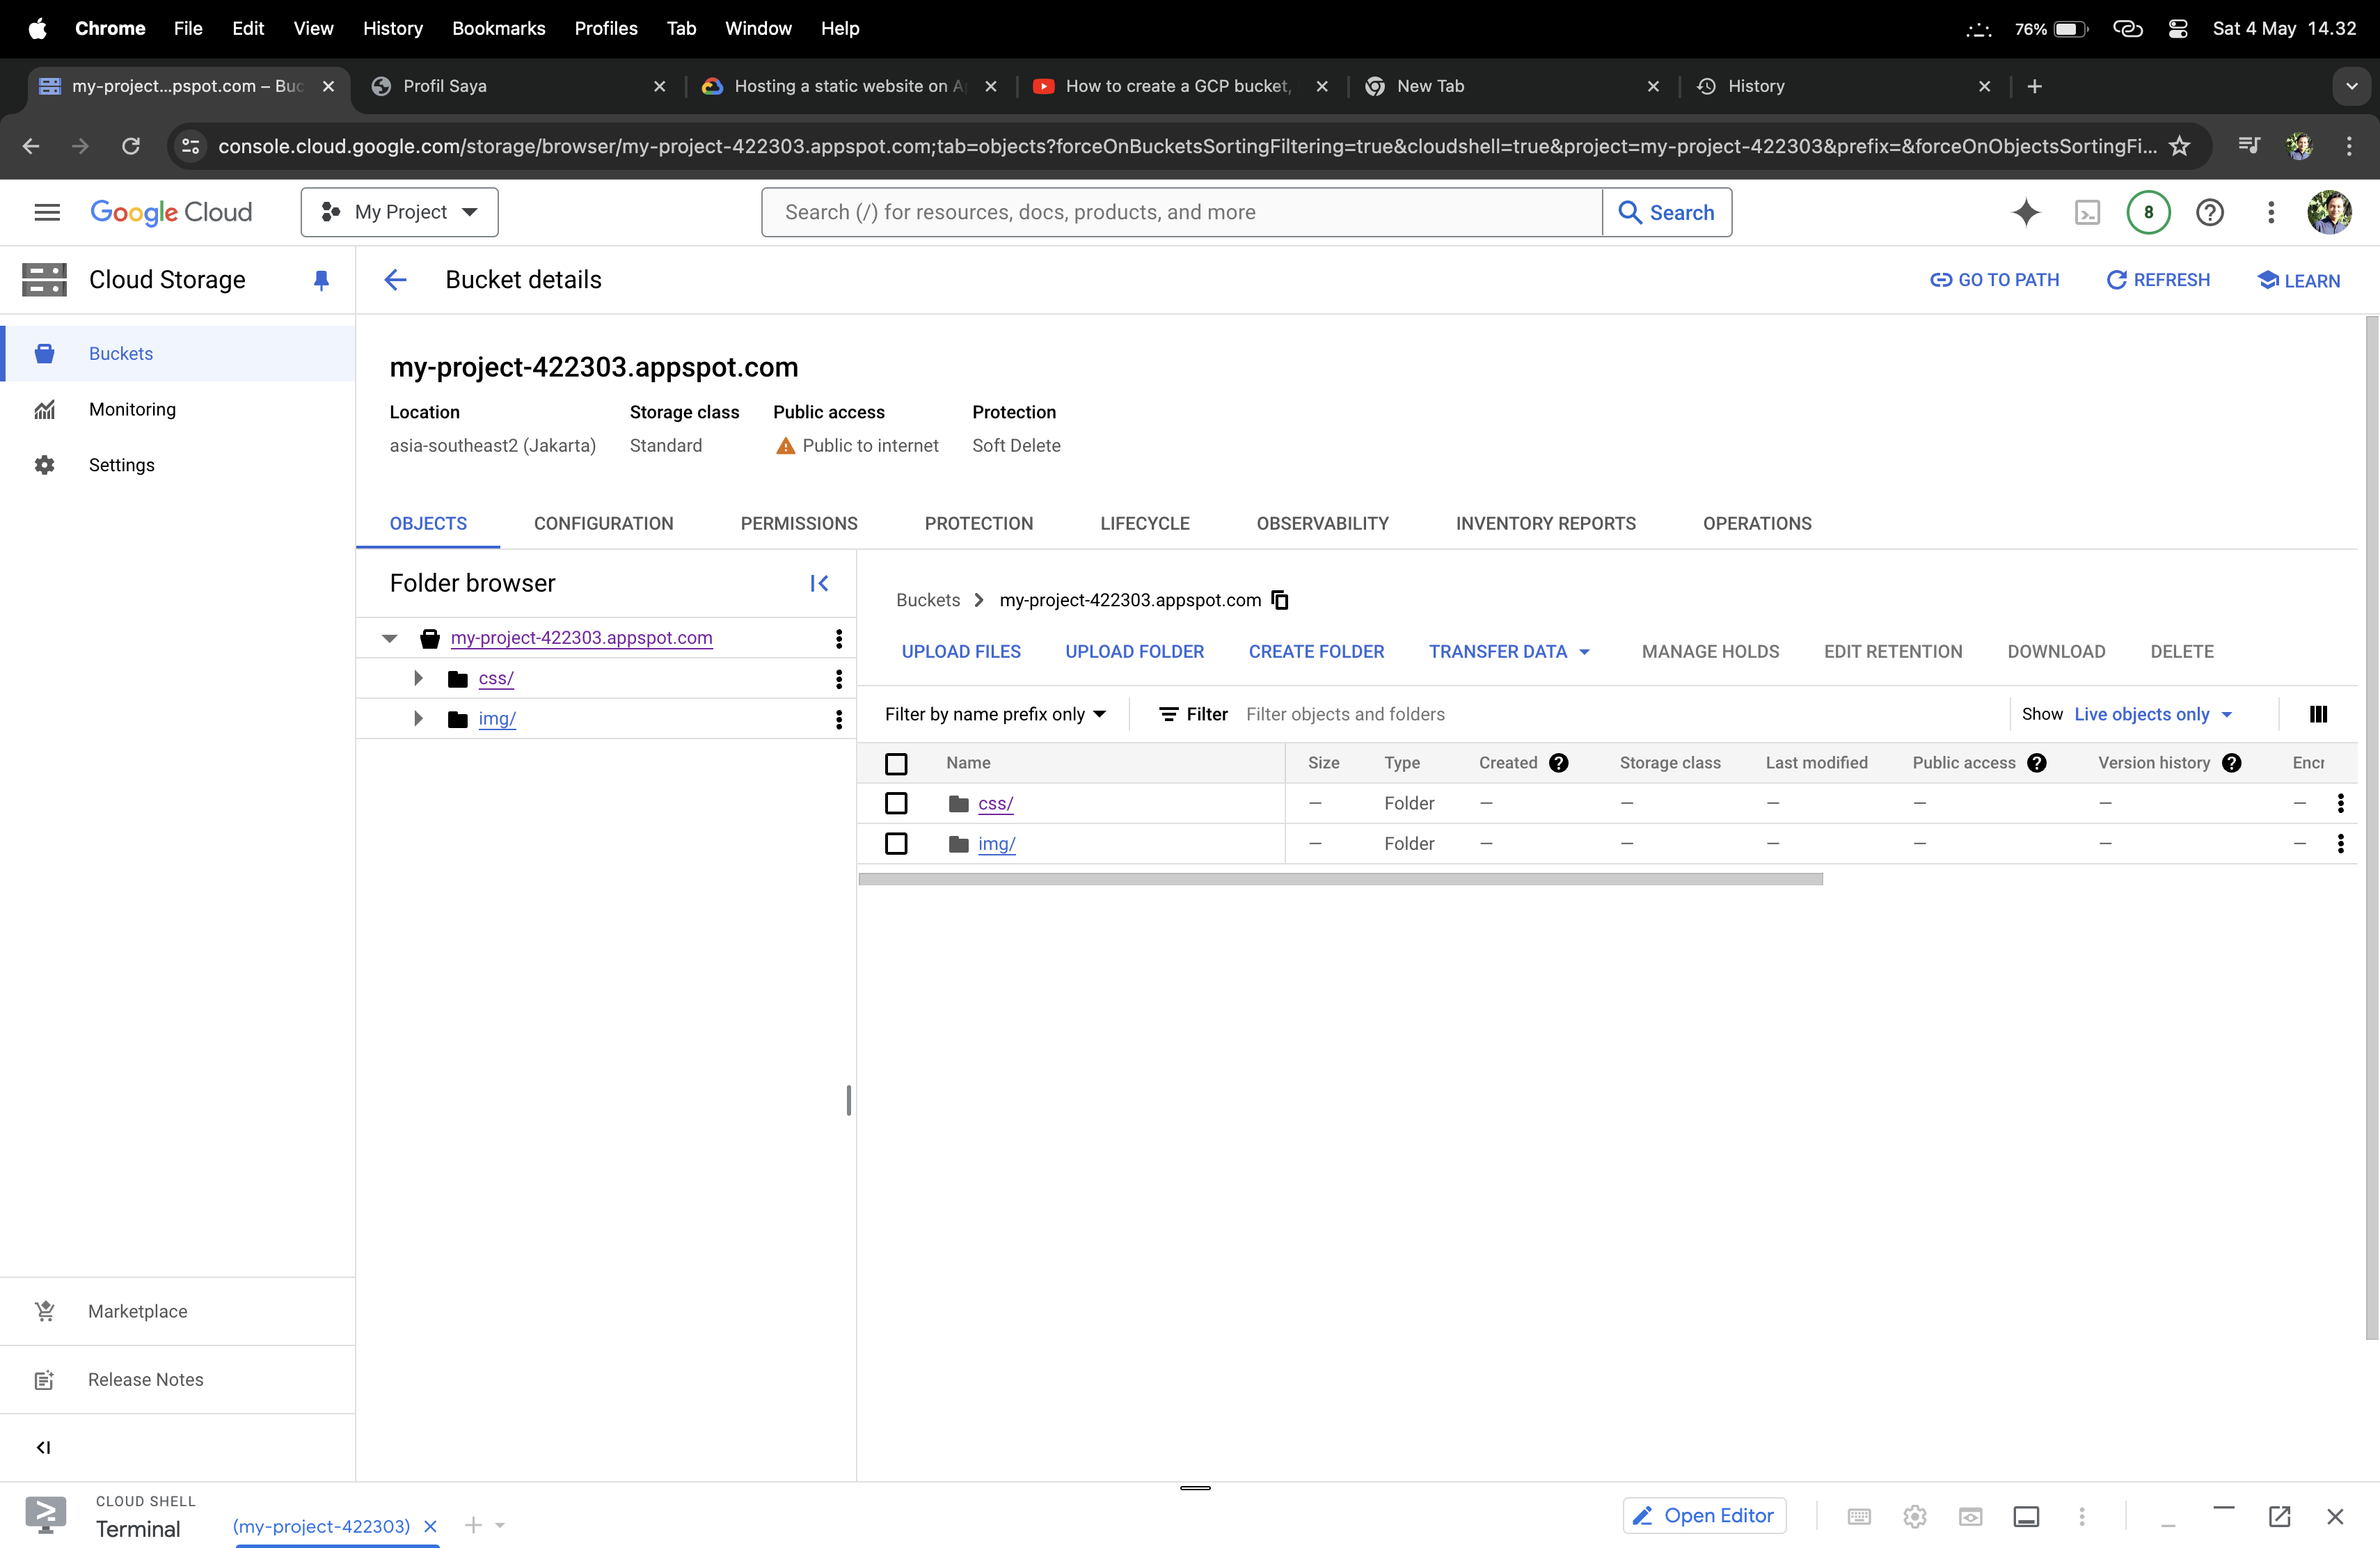 Chrome File Edit View History Bookmarks Profiles Tab Window Help 76% Sat 4 May 14.32
my-project...pspot.com – Buc Profil Saya Hosting a static website on A How to create a GCP bucket, New Tab History
console.cloud.google.com/storage/browser/my-project-422303.appspot.com;tab=objects?forceOnBucketsSortingFiltering=true&cloudshell=true&project=my-project-422303&prefix=&forceOnObjectsSortingFi...
Google Cloud My Project Search (/) for resources, docs, products, and more Search 8
Cloud Storage Bucket details GO TO PATH REFRESH LEARN
Buckets
Monitoring
Settings
my-project-422303.appspot.com
Location Storage class Public access Protection
asia-southeast2 (Jakarta) Standard Public to internet Soft Delete
OBJECTS CONFIGURATION PERMISSIONS PROTECTION LIFECYCLE OBSERVABILITY INVENTORY REPORTS OPERATIONS
Folder browser
my-project-422303.appspot.com
css/
img/
Buckets my-project-422303.appspot.com
UPLOAD FILES UPLOAD FOLDER CREATE FOLDER TRANSFER DATA MANAGE HOLDS EDIT RETENTION DOWNLOAD DELETE
Filter by name prefix only Filter Filter objects and folders Show Live objects only
Name Size Type Created Storage class Last modified Public access Version history Encr
css/ — Folder — — — — — —
img/ — Folder — — — — — —
Marketplace
Release Notes
CLOUD SHELL
Terminal (my-project-422303) Open Editor